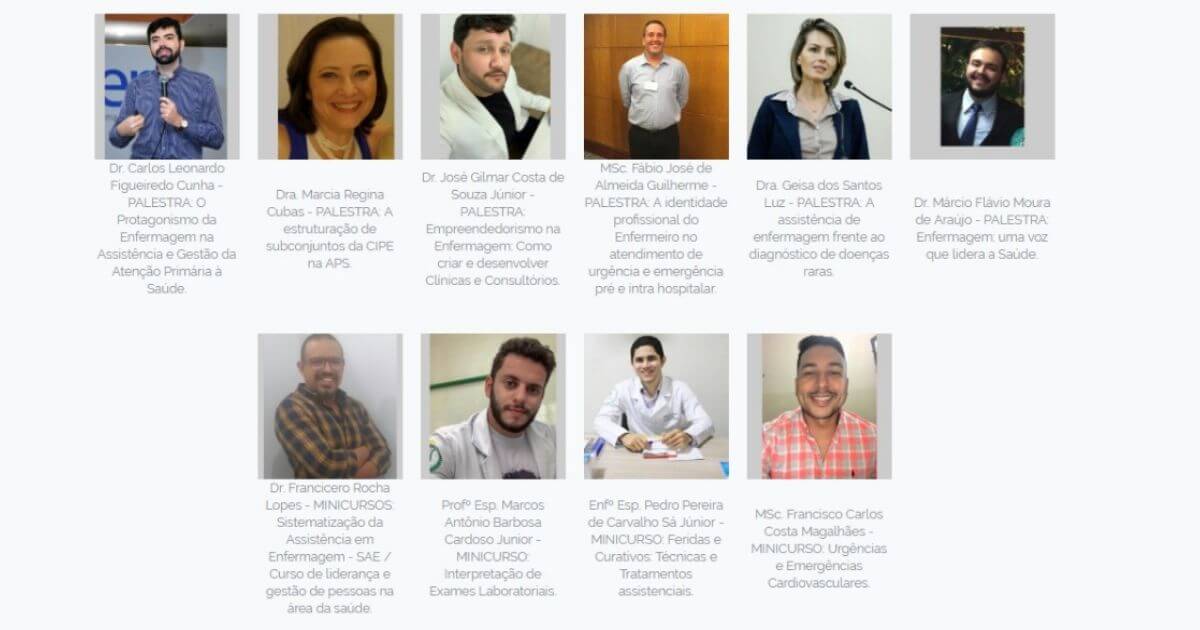 Dr. Carlos Leonardo
Figueiredo Cunha -
PALESTRA: O
Protagonismo da
Enfermagem na
Assistência e Gestão da
Atenção Primária à
Saúde.
Dra. Marcia Regina
Cubas - PALESTRA: A
estruturação de
subconjuntos da CIPE
na APS.
Dr. José Gilmar Costa de
Souza Júnior -
PALESTRA:
Empreendedorismo na
Enfermagem: Como
criar e desenvolver
Clínicas e Consultórios.
MSc. Fábio José de
Almeida Guilherme -
PALESTRA: A identidade
profissional do
Enfermeiro no
atendimento de
urgência e emergência
pré e intra hospitalar.
Dra. Geisa dos Santos
Luz - PALESTRA: A
assistência de
enfermagem frente ao
diagnóstico de doenças
raras.
Dr. Márcio Flávio Moura
de Araújo - PALESTRA:
Enfermagem: uma voz
que lidera a Saúde.
Dr. Francicero Rocha
Lopes - MINICURSOS:
Sistematização da
Assistência em
Enfermagem - SAE /
Curso de liderança e
gestão de pessoas na
área da saúde.
Profº Esp. Marcos
Antônio Barbosa
Cardoso Junior -
MINICURSO:
Interpretação de
Exames Laboratoriais.
Enfº Esp. Pedro Pereira
de Carvalho Sá Júnior -
MINICURSO: Feridas e
Curativos: Técnicas e
Tratamentos
assistenciais.
MSc. Francisco Carlos
Costa Magalhães -
MINICURSO: Urgências
e Emergências
Cardiovasculares.